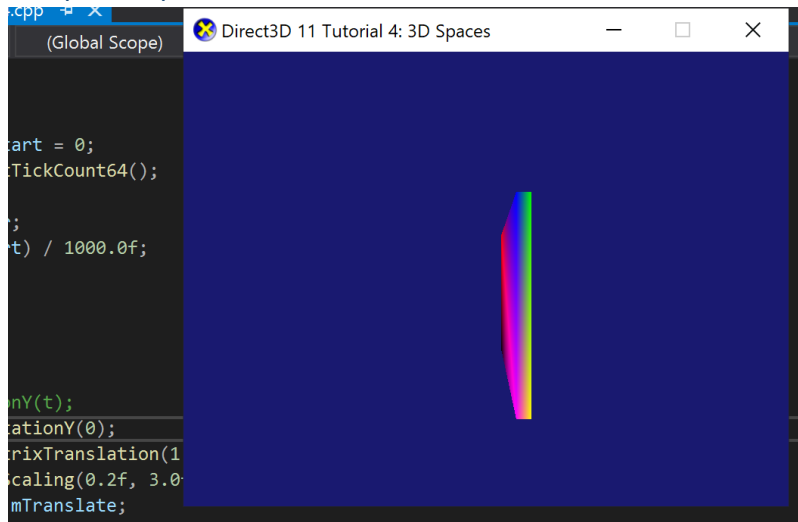 .cpp
(Global Scope)
Direct3D 11 Tutorial 4: 3D Spaces
tart = 0;
tTickCount64();
r;
rt) / 1000.0f;
onY(t);
tationY(0);
trixTranslation(1
Scaling(0.2f, 3.0
mTranslate;